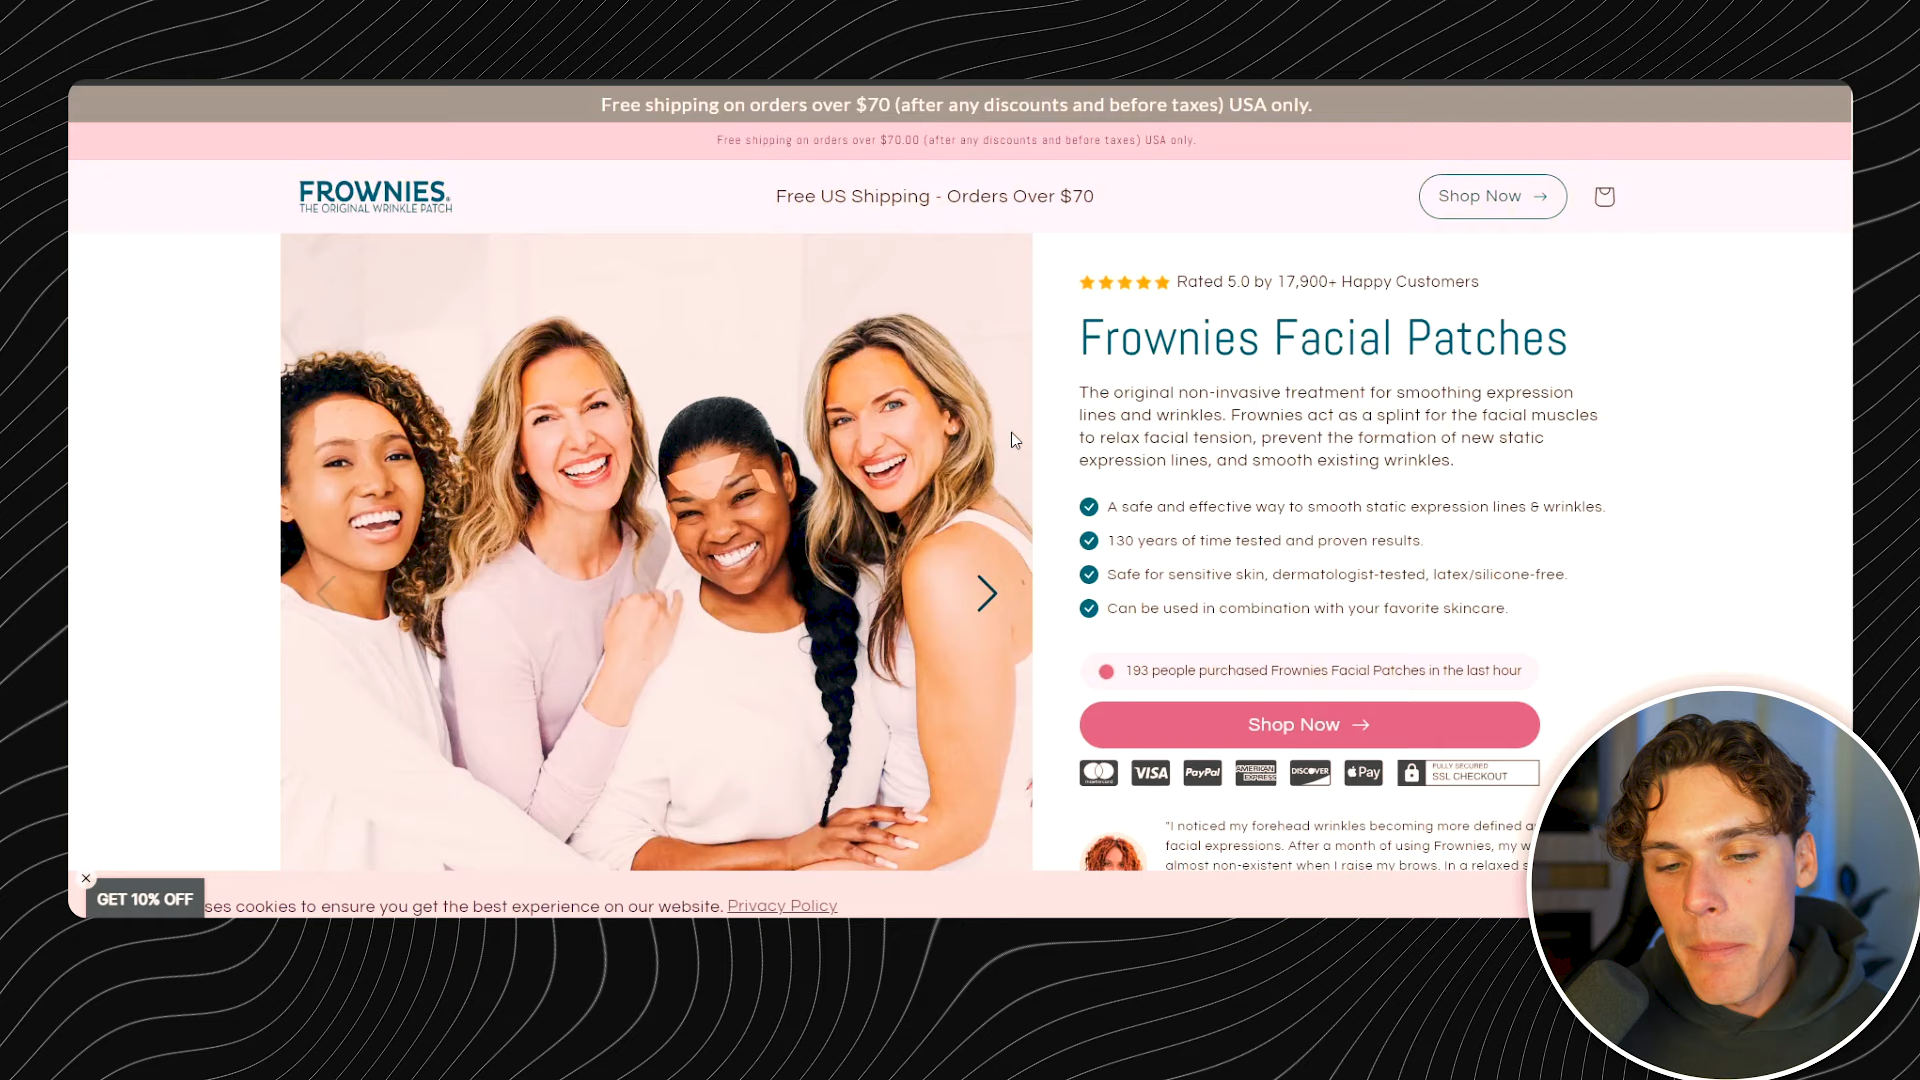 Free shipping on orders over $70 (after any discounts and before taxes) USA only.
Free shipping on orders over $70.00 (after any discounts and before taxes) USA only.
FROWNIES®
THE ORIGINAL WRINKLE PATCH
Free US Shipping - Orders Over $70
Shop Now →
Rated 5.0 by 17,900+ Happy Customers
Frownies Facial Patches
The original non-invasive treatment for smoothing expression
lines and wrinkles. Frownies act as a splint for the facial muscles
to relax facial tension, prevent the formation of new static
expression lines, and smooth existing wrinkles.
A safe and effective way to smooth static expression lines & wrinkles.
130 years of time tested and proven results.
Safe for sensitive skin, dermatologist-tested, latex/silicone-free.
Can be used in combination with your favorite skincare.
193 people purchased Frownies Facial Patches in the last hour
Shop Now →
mastercard VISA PayPal AMERICAN EXPRESS DISCOVER Pay FULLY SECURED SSL CHECKOUT
"I noticed my forehead wrinkles becoming more defined
facial expressions. After a month of using Frownies, my
almost non-existent when I raise my brows. In a relaxed
GET 10% OFF
ses cookies to ensure you get the best experience on our website. Privacy Policy